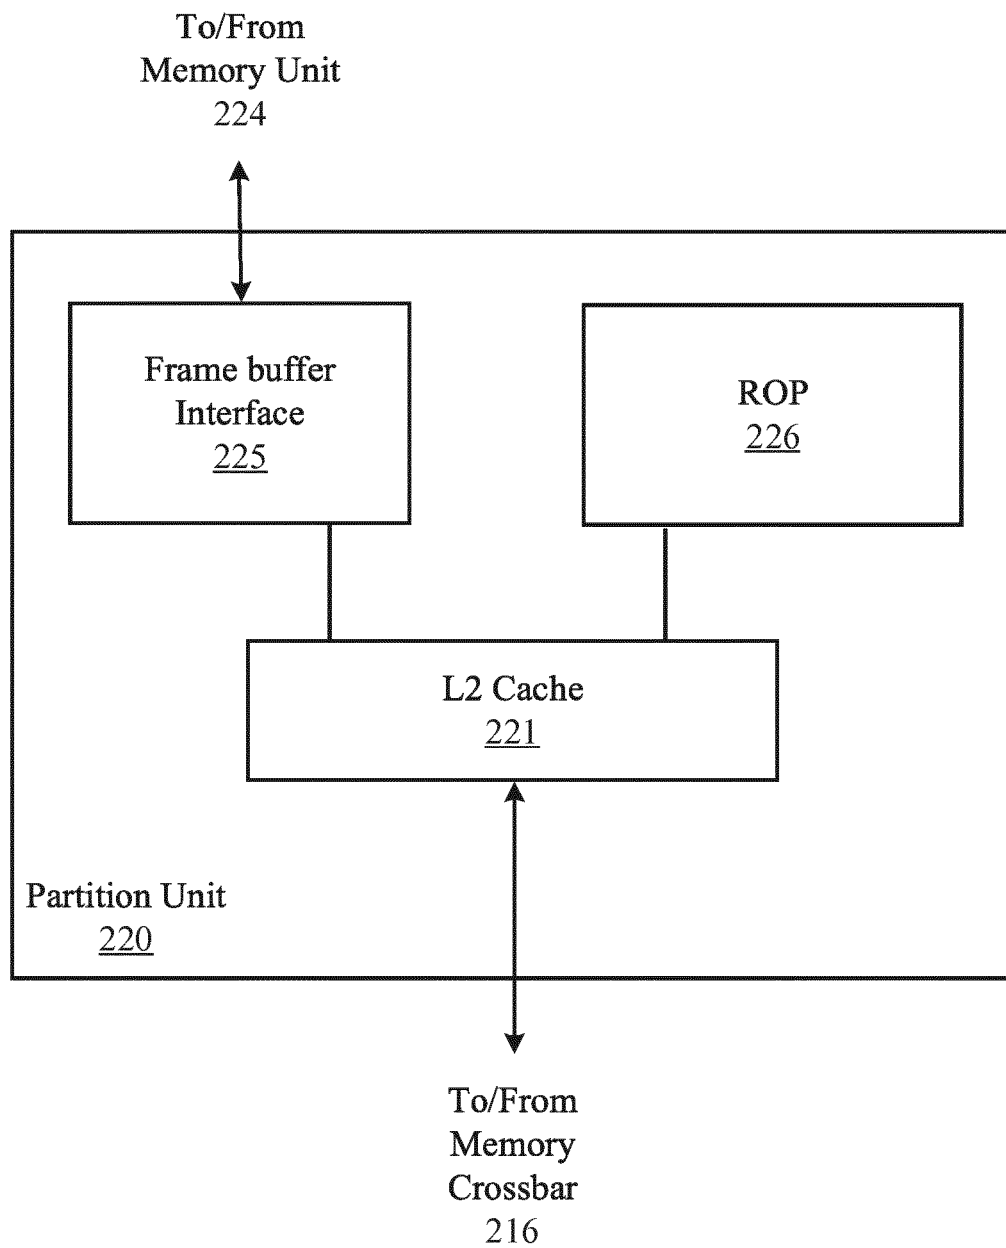 To/From
Memory Unit
224
Frame buffer
Interface
225
ROP
226
L2 Cache
221
Partition Unit
220
To/From
Memory
Crossbar
216